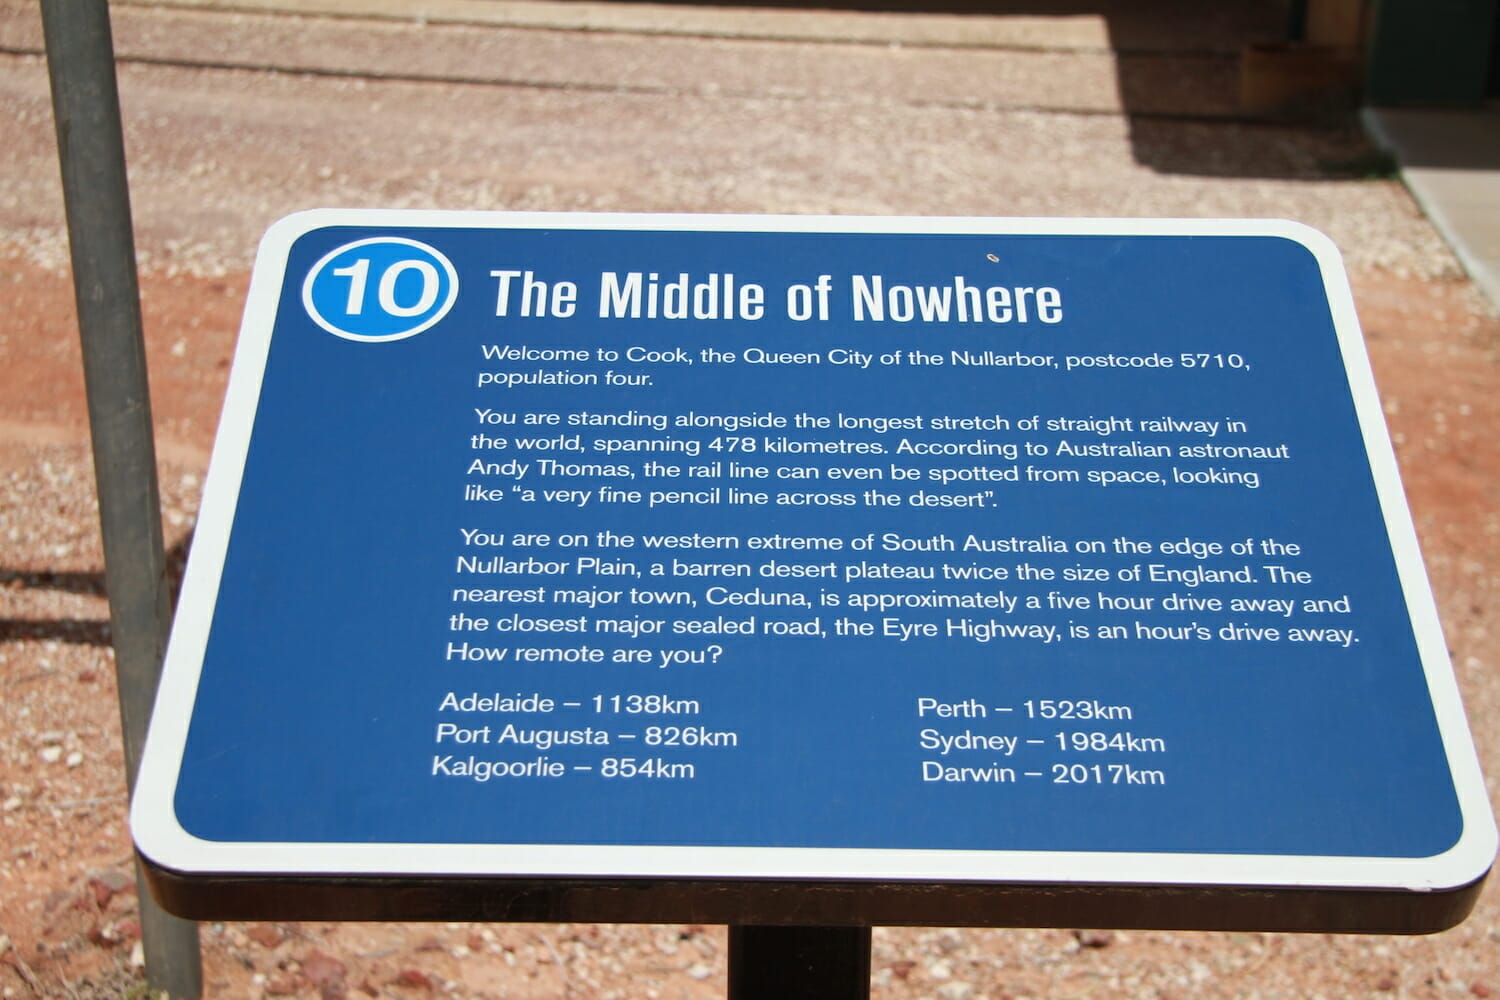 10
The Middle of Nowhere
Welcome to Cook, the Queen City of the Nullarbor, postcode 5710,
population four.
You are standing alongside the longest stretch of straight railway in
the world, spanning 478 kilometres. According to Australian astronaut
Andy Thomas, the rail line can even be spotted from space, looking
like “a very fine pencil line across the desert”.
You are on the western extreme of South Australia on the edge of the
Nullarbor Plain, a barren desert plateau twice the size of England. The
nearest major town, Ceduna, is approximately a five hour drive away and
the closest major sealed road, the Eyre Highway, is an hour’s drive away.
How remote are you?
Adelaide – 1138km
Port Augusta – 826km
Kalgoorlie – 854km
Perth – 1523km
Sydney – 1984km
Darwin – 2017km